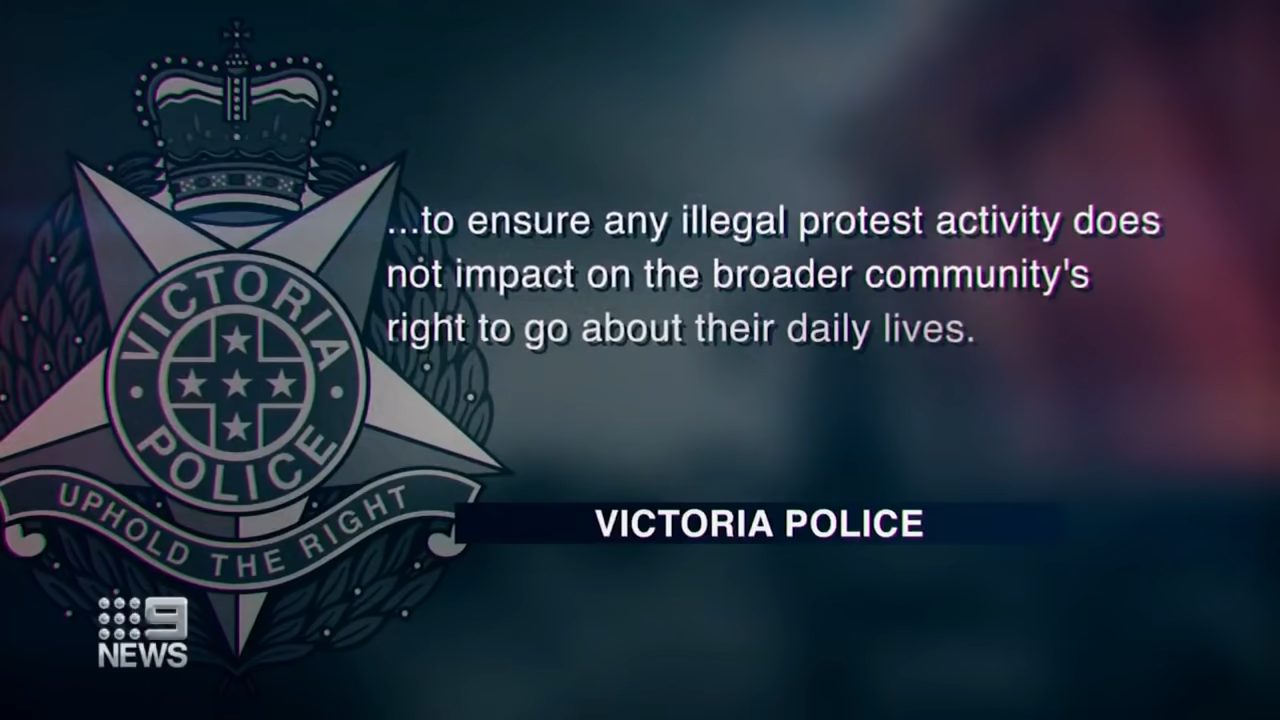 ...to ensure any illegal protest activity does
not impact on the broader community's
right to go about their daily lives.
VICTORIA POLICE
VICTORIA
POLICE
UPHOLD THE RIGHT
9
NEWS